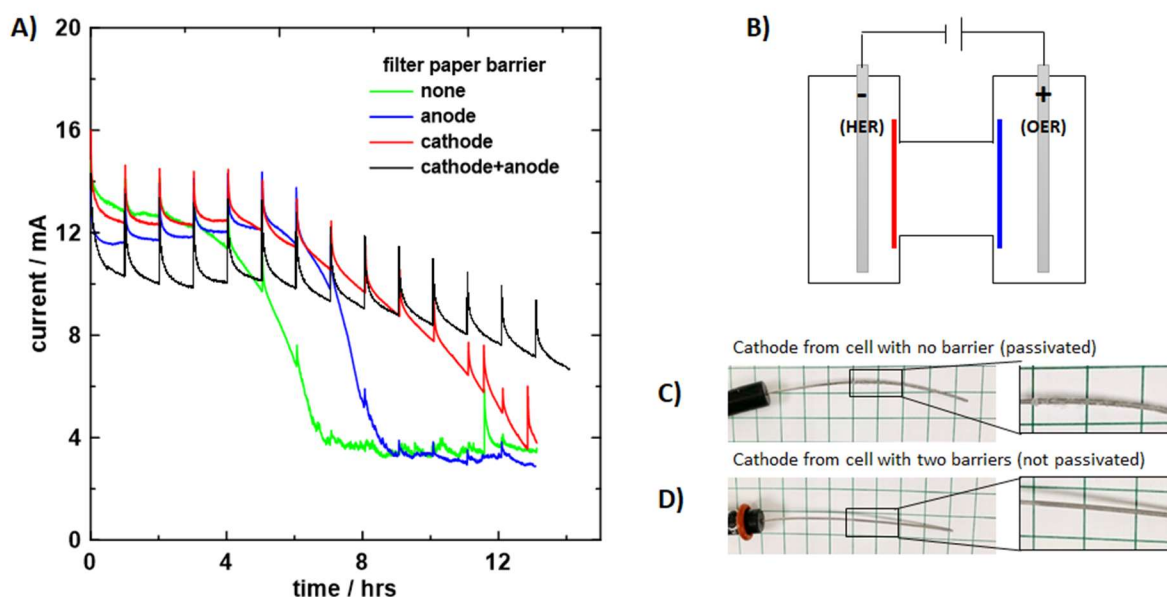 A)
20
16
12
8
4
0
current / mA
0
4
8
12
time / hrs
filter paper barrier
none
anode
cathode
cathode+anode
B)
- +
(HER) (OER)
Cathode from cell with no barrier (passivated)
C)
Cathode from cell with two barriers (not passivated)
D)